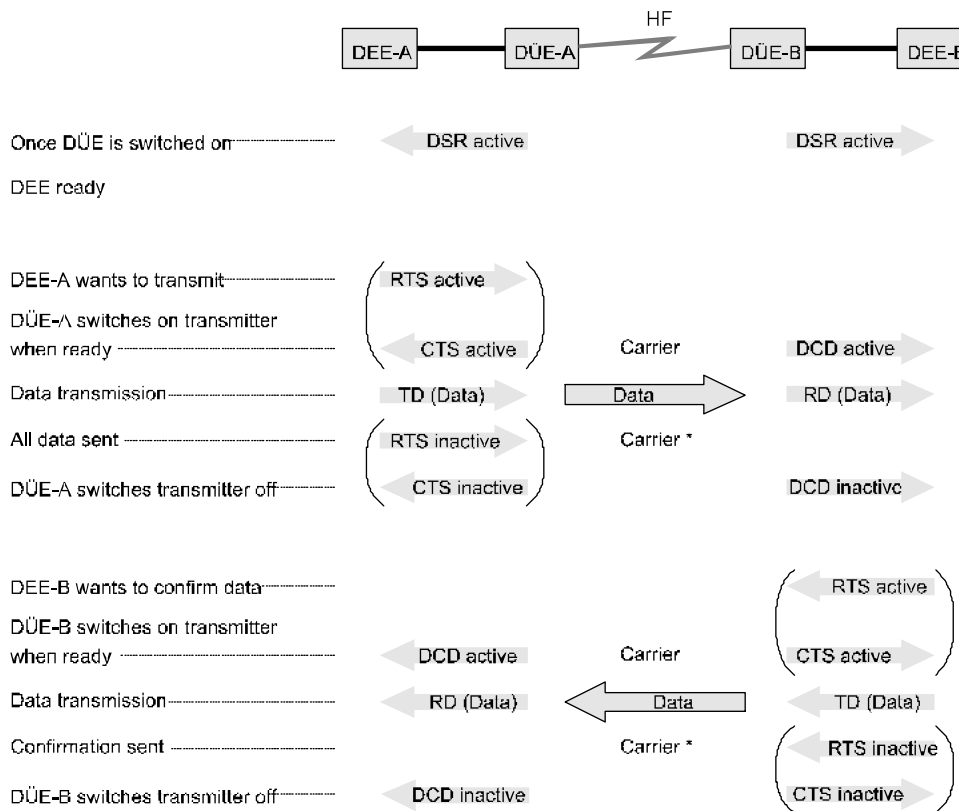 HF
DEE-A DÜE-A DÜE-B DEE-B
Once DÜE is switched on DSR active DSR active
DEE ready
DEE-A wants to transmit RTS active
DÜE-A switches on transmitter
when ready CTS active Carrier DCD active
Data transmission TD (Data) Data RD (Data)
All data sent RTS inactive Carrier *
DÜE-A switches transmitter off CTS inactive DCD inactive
DEE-B wants to confirm data RTS active
DÜE-B switches on transmitter
when ready DCD active Carrier CTS active
Data transmission RD (Data) Data TD (Data)
Confirmation sent Carrier * RTS inactive
DÜE-B switches transmitter off DCD inactive CTS inactive